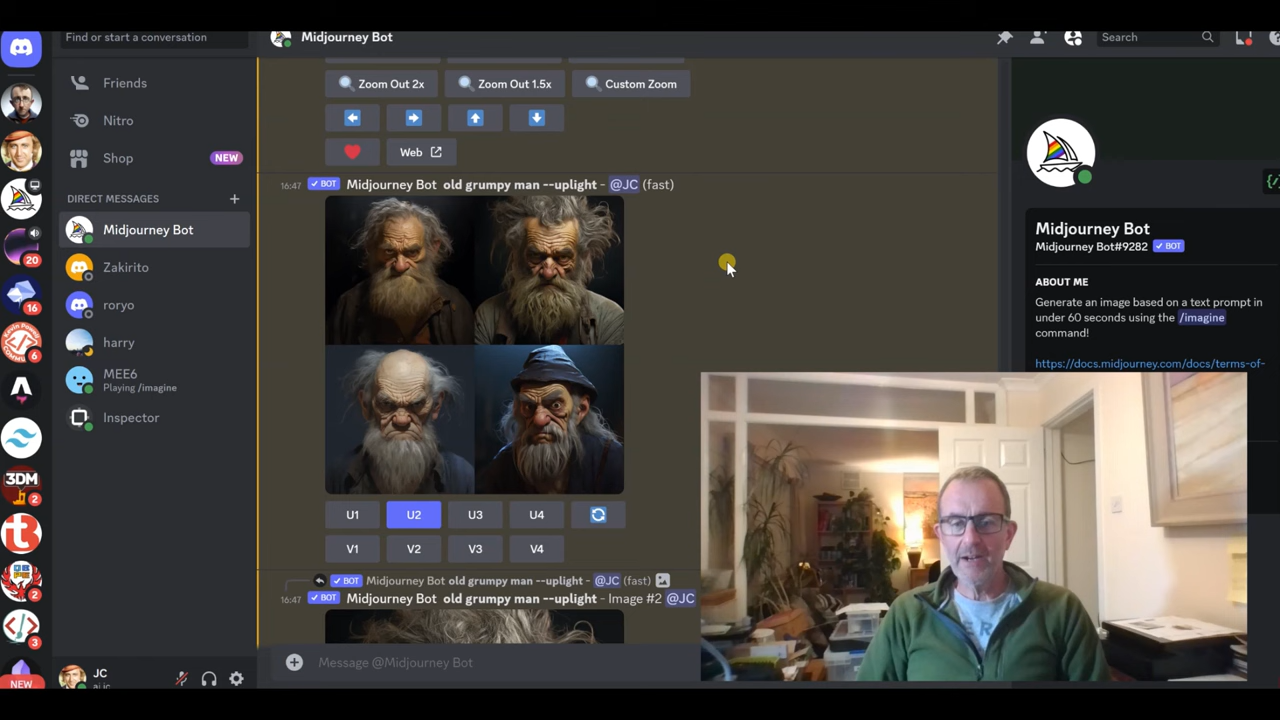 Find or start a conversation
Midjourney Bot
Search
Friends
Nitro
Shop NEW
DIRECT MESSAGES +
Midjourney Bot
Zakirito
roryo
harry
MEE6
Playing /imagine
Inspector
20
16
6
3DM
2
2
3
NEW
JC
ai.jc
Zoom Out 2x Zoom Out 1.5x Custom Zoom
Web
16:47 BOT Midjourney Bot old grumpy man --uplight - @JC (fast)
U1 U2 U3 U4
V1 V2 V3 V4
BOT Midjourney Bot old grumpy man --uplight - @JC (fast)
16:47 BOT Midjourney Bot old grumpy man --uplight - Image #2 @JC
Message @Midjourney Bot
Midjourney Bot
Midjourney Bot#9282 BOT
ABOUT ME
Generate an image based on a text prompt in
under 60 seconds using the /imagine
command!
https://docs.midjourney.com/docs/terms-of-